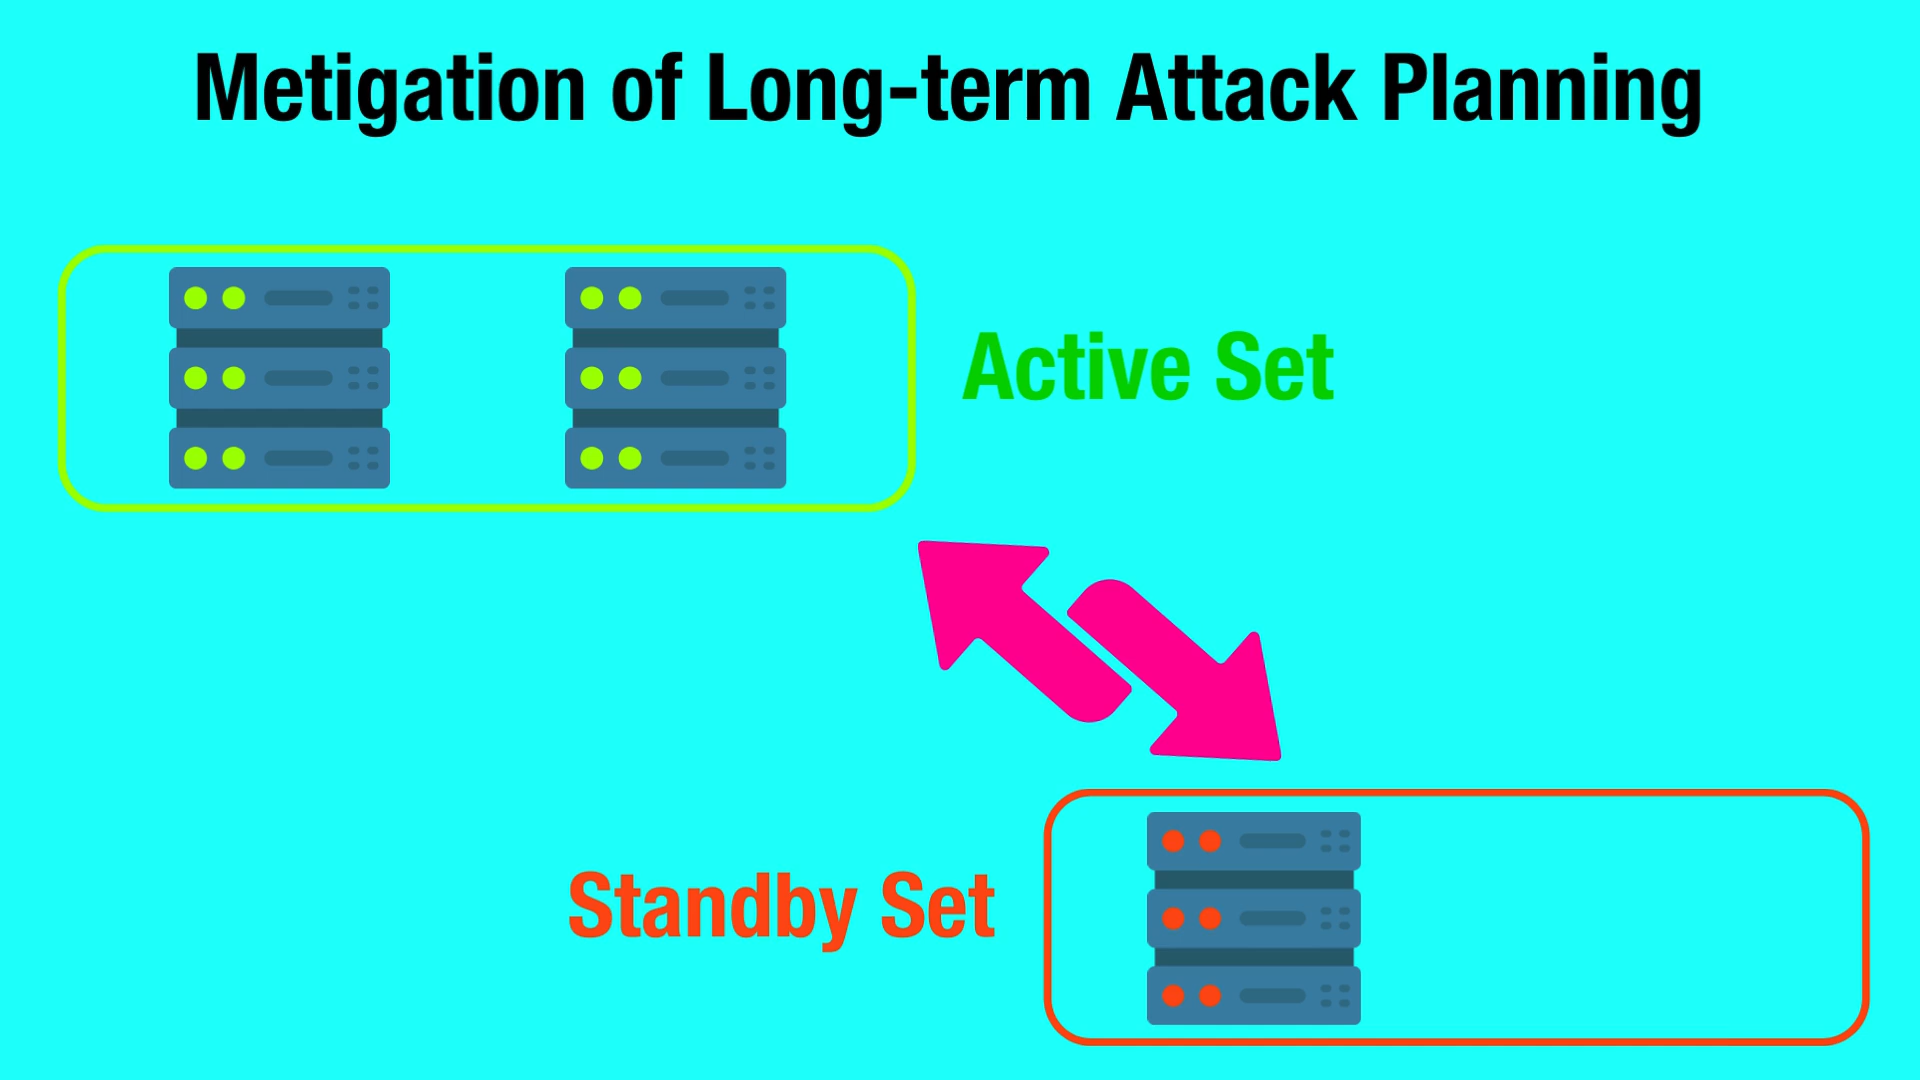 Metigation of Long-term Attack Planning
Active Set
Standby Set